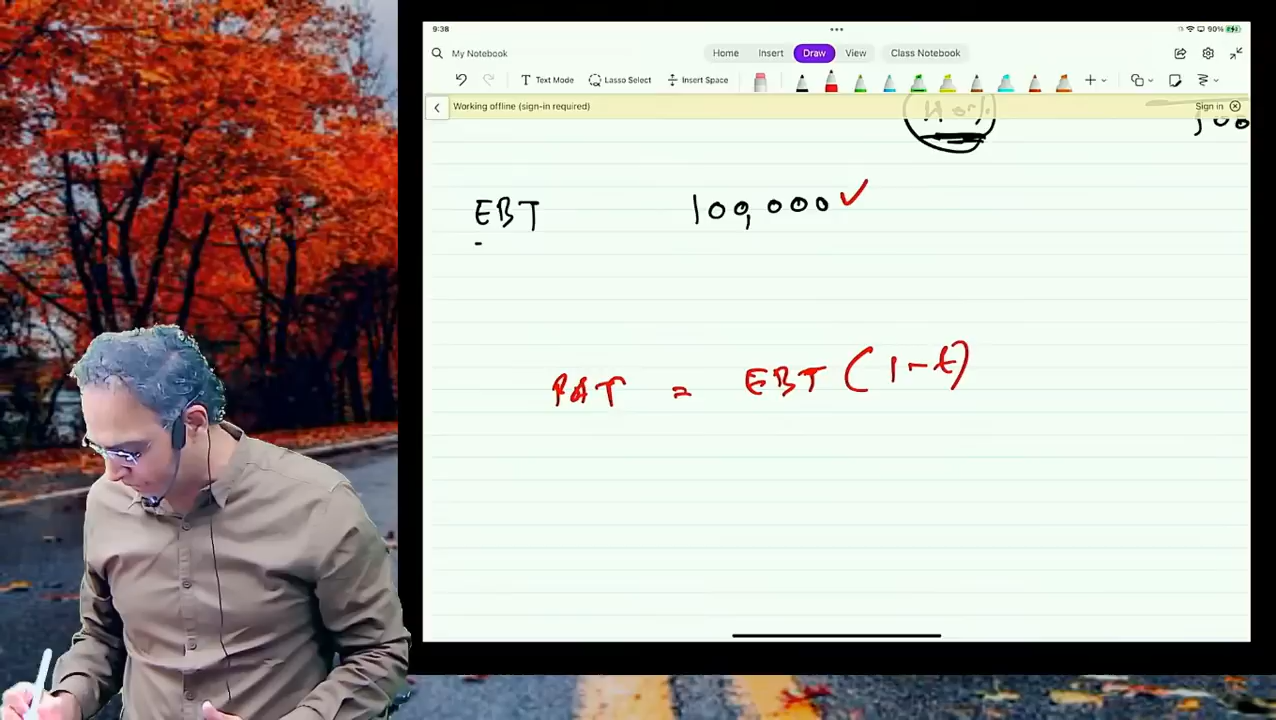 9:38
90%
My Notebook
Home Insert Draw View Class Notebook
Text Mode Lasso Select Insert Space
Working offline (sign-in required) Sign in
EBT 100,000 ✓
PAT = EBT (1-t)